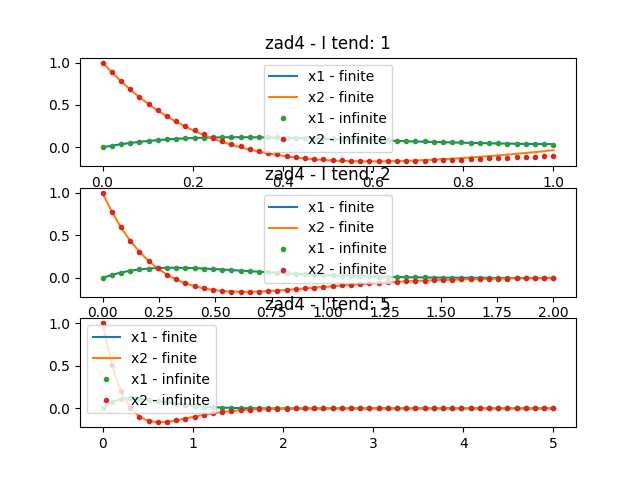 zad4 - I tend: 1
1.0
0.5
0.0
x1 - finite
x2 - finite
x1 - infinite
x2 - infinite
0.0 0.2 0.4 0.6 0.8 1.0
zad4 - I tend: 2
1.0
0.5
0.0
x1 - finite
x2 - finite
x1 - infinite
x2 - infinite
0.00 0.25 0.50 0.75 1.00 1.25 1.50 1.75 2.00
zad4 - I tend: 5
1.0
0.5
0.0
x1 - finite
x2 - finite
x1 - infinite
x2 - infinite
0 1 2 3 4 5